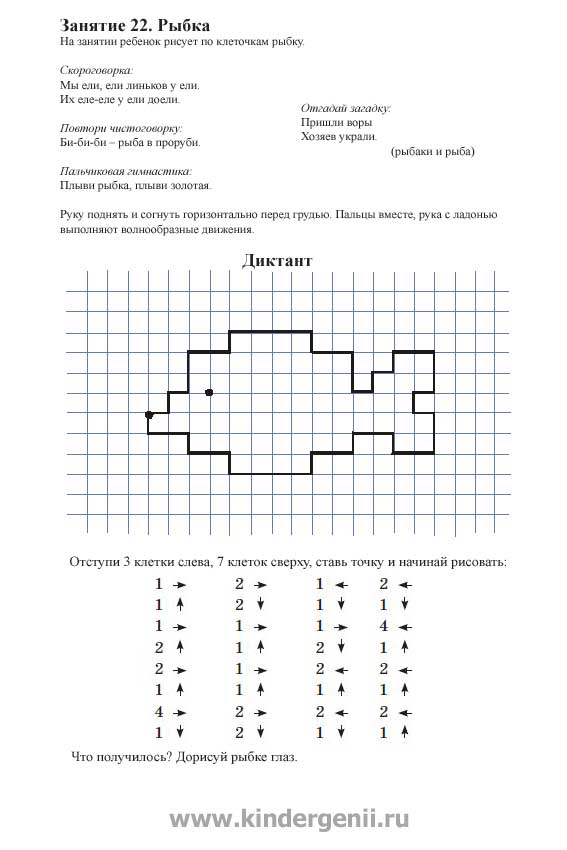 Занятие 22. Рыбка
На занятии ребенок рисует по клеточкам рыбку.
Скороговорка:
Мы ели, ели линьков у ели.
Их еле-еле у ели доели.
Повтори чистоговорку:
Би-би-би – рыба в проруби.
Пальчиковая гимнастика:
Плыви рыбка, плыви золотая.
Отгадай загадку:
Пришли воры
Хозяев украли.
(рыбаки и рыба)
Руку поднять и согнуть горизонтально перед грудью. Пальцы вместе, рука с ладонью
выполняют волнообразные движения.
Диктант
Отступи 3 клетки слева, 7 клеток сверху, ставь точку и начинай рисовать:
1 → 2 → 1 ← 2 ←
1 ↑ 2 ↓ 1 ↓ 1 ↓
1 → 1 → 1 → 4 ←
2 ↑ 1 ↑ 2 ↓ 1 ↑
2 → 1 → 2 ← 2 ←
1 ↑ 1 ↑ 1 ↑ 1 ↑
4 → 2 → 2 ← 2 ←
1 ↓ 2 ↓ 1 ↓ 1 ↑
Что получилось? Дорисуй рыбке глаз.
www.kindergenii.ru